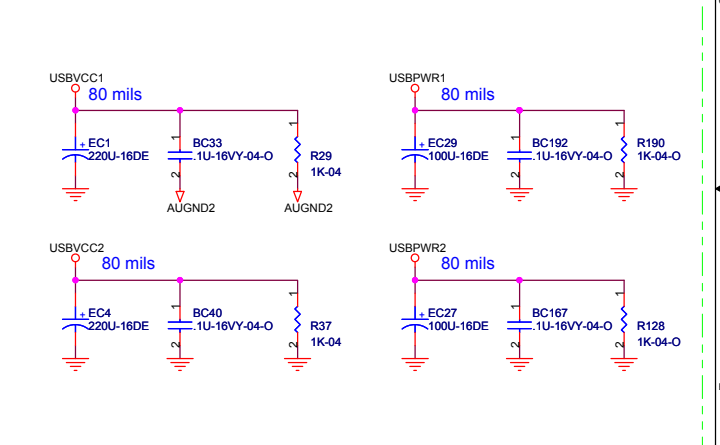 USBVCC1
80 mils
EC1
220U-16DE
+
1
BC33
.1U-16VY-04-O
2
AUGND2
1
R29
1K-04
2
AUGND2
USBPWR1
80 mils
EC29
100U-16DE
+
1
BC192
.1U-16VY-04-O
2
1
R190
1K-04-O
2
USBVCC2
80 mils
EC4
220U-16DE
+
1
BC40
.1U-16VY-04-O
2
1
R37
1K-04
2
USBPWR2
80 mils
EC27
100U-16DE
+
1
BC167
.1U-16VY-04-O
2
1
R128
1K-04-O
2